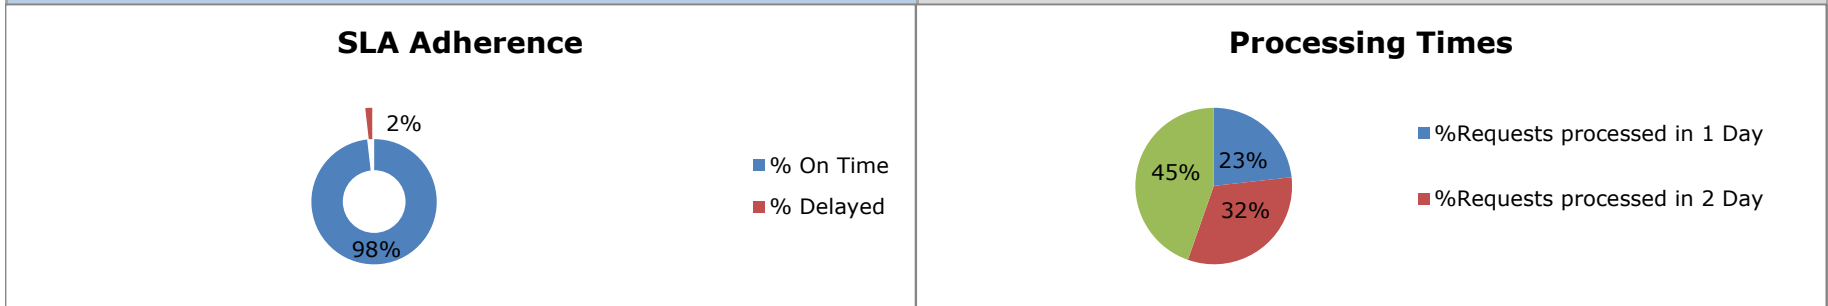 SLA Adherence
2%
98%
% On Time
% Delayed
Processing Times
23%
45%
32%
%Requests processed in 1 Day
%Requests processed in 2 Day